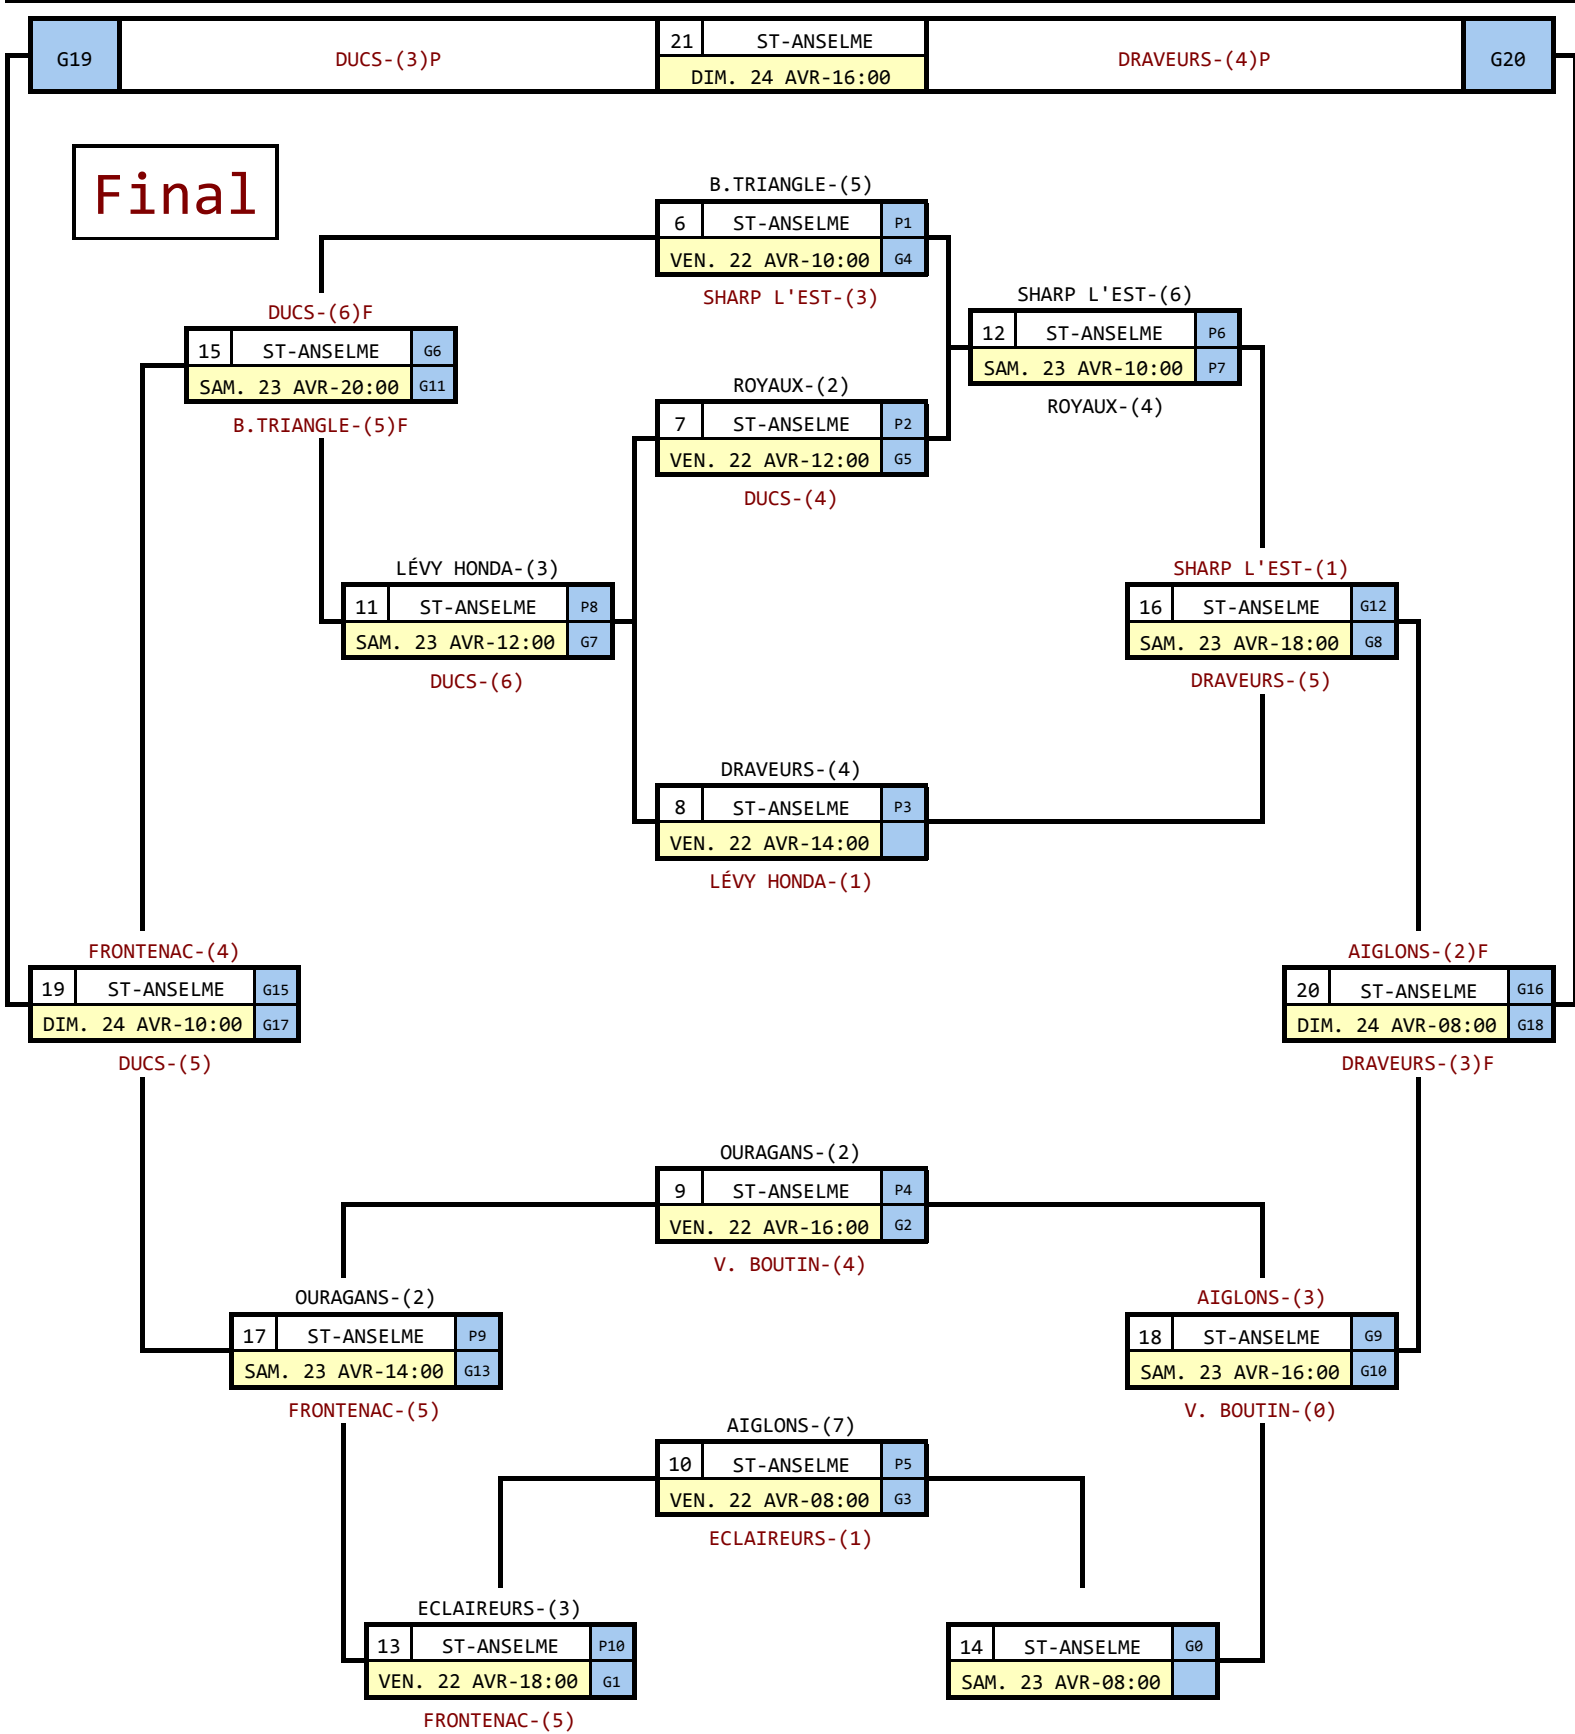 G19 DUCS-(3)P 21 ST-ANSELME DRAVEURS-(4)P G20
DIM. 24 AVR-16:00
Final
B.TRIANGLE-(5)
6 ST-ANSELME P1
VEN. 22 AVR-10:00 G4
SHARP L'EST-(3)
DUCS-(6)F
15 ST-ANSELME G6
SAM. 23 AVR-20:00 G11
B.TRIANGLE-(5)F
SHARP L'EST-(6)
12 ST-ANSELME P6
SAM. 23 AVR-10:00 P7
ROYAUX-(4)
ROYAUX-(2)
7 ST-ANSELME P2
VEN. 22 AVR-12:00 G5
DUCS-(4)
LÉVY HONDA-(3)
11 ST-ANSELME P8
SAM. 23 AVR-12:00 G7
DUCS-(6)
SHARP L'EST-(1)
16 ST-ANSELME G12
SAM. 23 AVR-18:00 G8
DRAVEURS-(5)
DRAVEURS-(4)
8 ST-ANSELME P3
VEN. 22 AVR-14:00
LÉVY HONDA-(1)
FRONTENAC-(4)
19 ST-ANSELME G15
DIM. 24 AVR-10:00 G17
DUCS-(5)
AIGLONS-(2)F
20 ST-ANSELME G16
DIM. 24 AVR-08:00 G18
DRAVEURS-(3)F
OURAGANS-(2)
9 ST-ANSELME P4
VEN. 22 AVR-16:00 G2
V. BOUTIN-(4)
OURAGANS-(2)
17 ST-ANSELME P9
SAM. 23 AVR-14:00 G13
FRONTENAC-(5)
AIGLONS-(3)
18 ST-ANSELME G9
SAM. 23 AVR-16:00 G10
V. BOUTIN-(0)
AIGLONS-(7)
10 ST-ANSELME P5
VEN. 22 AVR-08:00 G3
ECLAIREURS-(1)
ECLAIREURS-(3)
13 ST-ANSELME P10
VEN. 22 AVR-18:00 G1
FRONTENAC-(5)
14 ST-ANSELME G0
SAM. 23 AVR-08:00